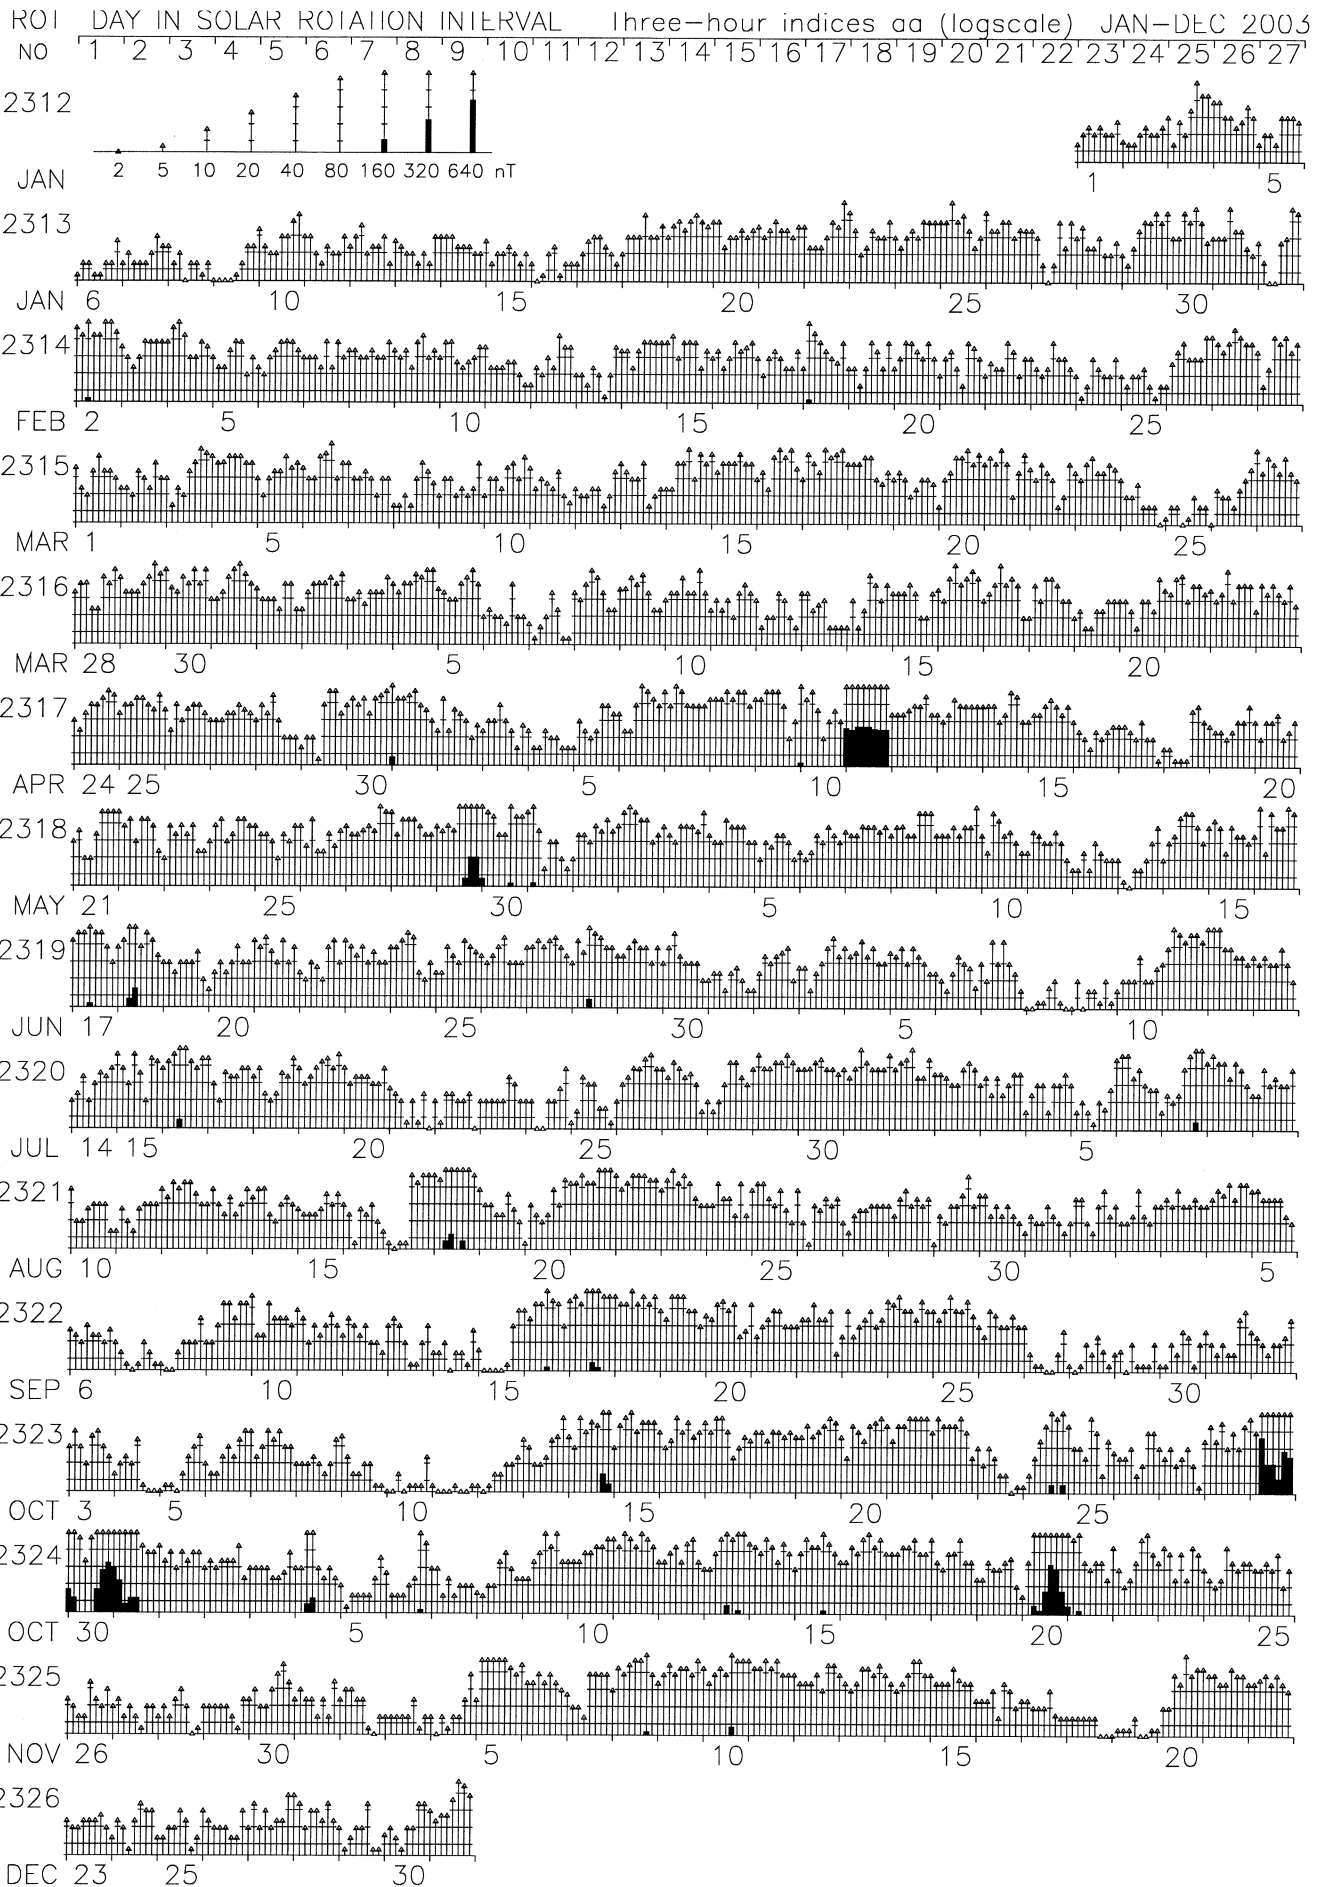 ROT DAY IN SOLAR ROTATION INTERVAL Three-hour indices aa (logscale) JAN-DEC 2003
NO 1 2 3 4 5 6 7 8 9 10 11 12 13 14 15 16 17 18 19 20 21 22 23 24 25 26 27
2312
2 5 10 20 40 80 160 320 640 nT
JAN 1 5
2313
JAN 6 10 15 20 25 30
2314
FEB 2 5 10 15 20 25
2315
MAR 1 5 10 15 20 25
2316
MAR 28 30 5 10 15 20
2317
APR 24 25 30 5 10 15 20
2318
MAY 21 25 30 5 10 15
2319
JUN 17 20 25 30 5 10
2320
JUL 14 15 20 25 30 5
2321
AUG 10 15 20 25 30 5
2322
SEP 6 10 15 20 25 30
2323
OCT 3 5 10 15 20 25
2324
OCT 30 5 10 15 20 25
2325
NOV 26 30 5 10 15 20
2326
DEC 23 25 30